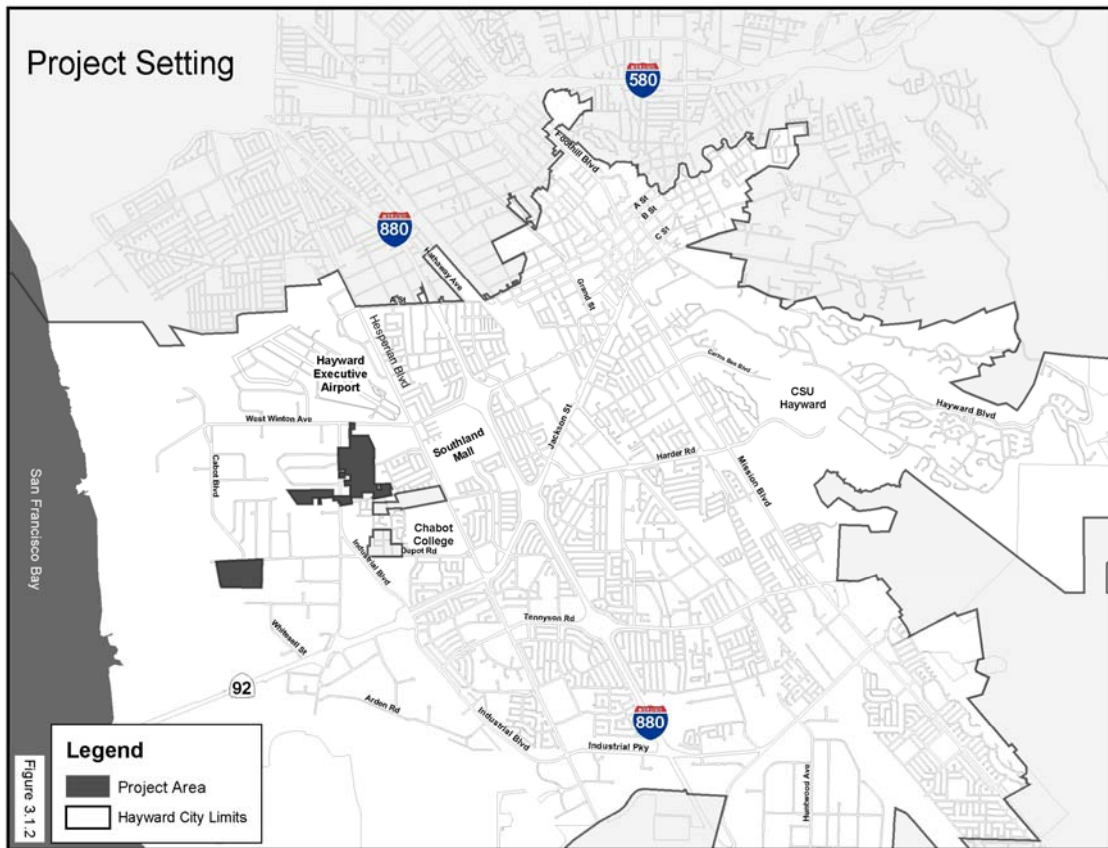 Project Setting
580
Foothill Blvd
A St
B St
C St
880
Hathaway Ave
Grand St
Hesperian Blvd
Hayward
Executive
Airport
CSU
Hayward
Hayward Blvd
West Winton Ave
Southland
Mall
Jackson St
Harder Rd
Mission Blvd
Cabot Blvd
San Francisco Bay
Chabot
College
Depot Rd
Industrial Blvd
Tennyson Rd
Whitesell St
92
Arden Rd
Industrial Blvd
880
Industrial Pky
Huntwood Ave
Legend
Project Area
Hayward City Limits
Figure 3.1.2